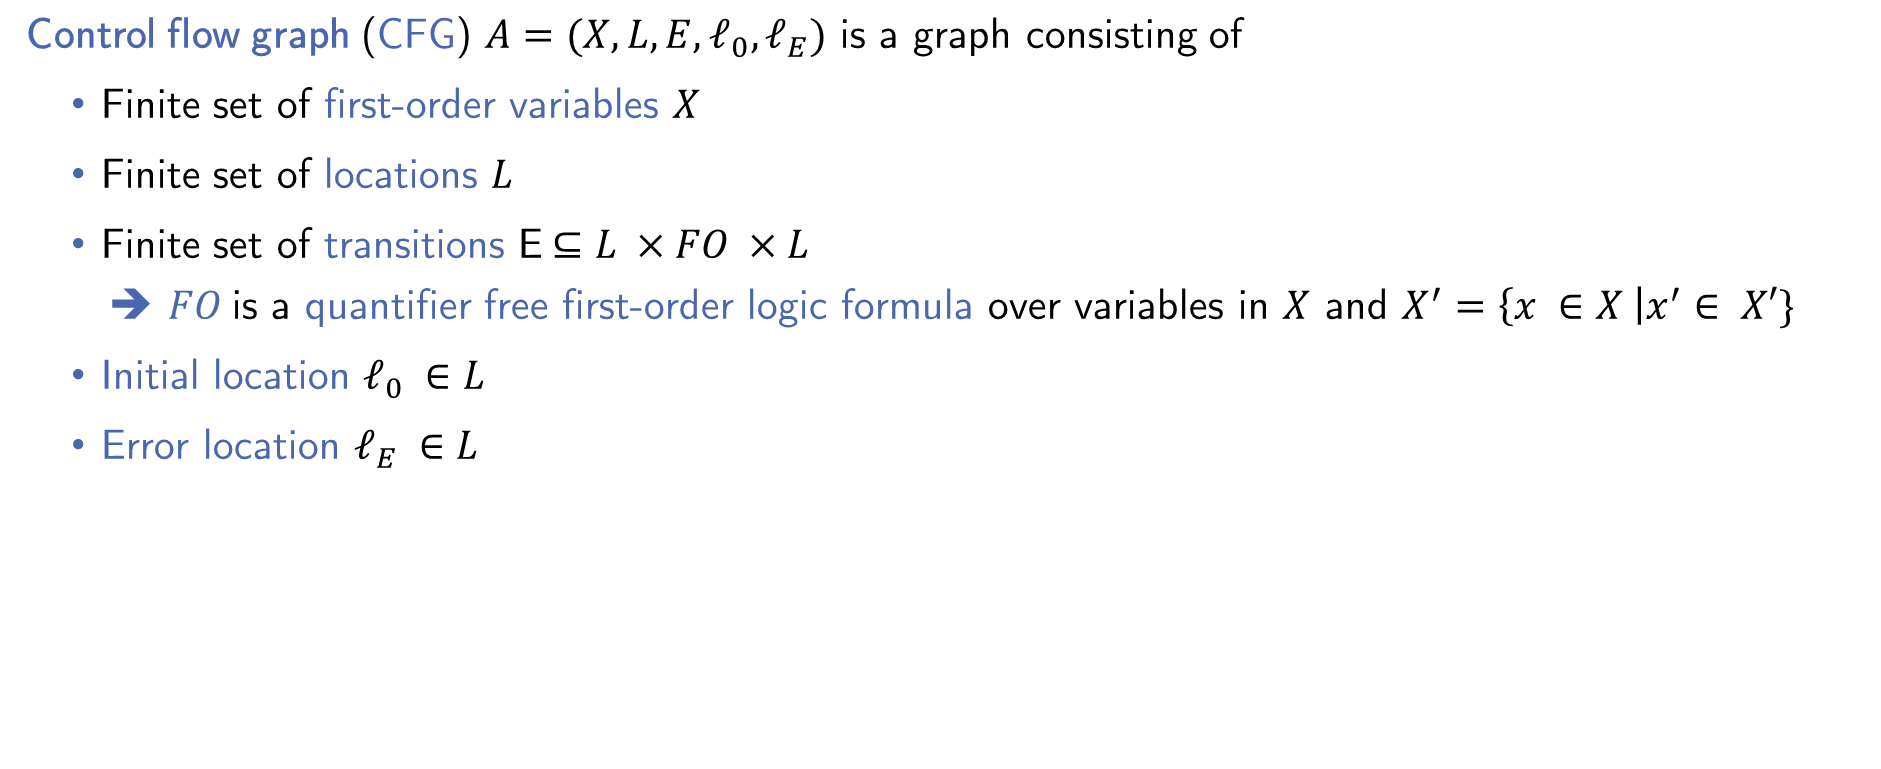 Control flow graph (CFG) A = (X, L, E, ℓ₀, ℓ_E) is a graph consisting of
• Finite set of first-order variables X
• Finite set of locations L
• Finite set of transitions E ⊆ L × FO × L
➔ FO is a quantifier free first-order logic formula over variables in X and X′ = {x ∈ X |x′ ∈ X′}
• Initial location ℓ₀ ∈ L
• Error location ℓ_E ∈ L